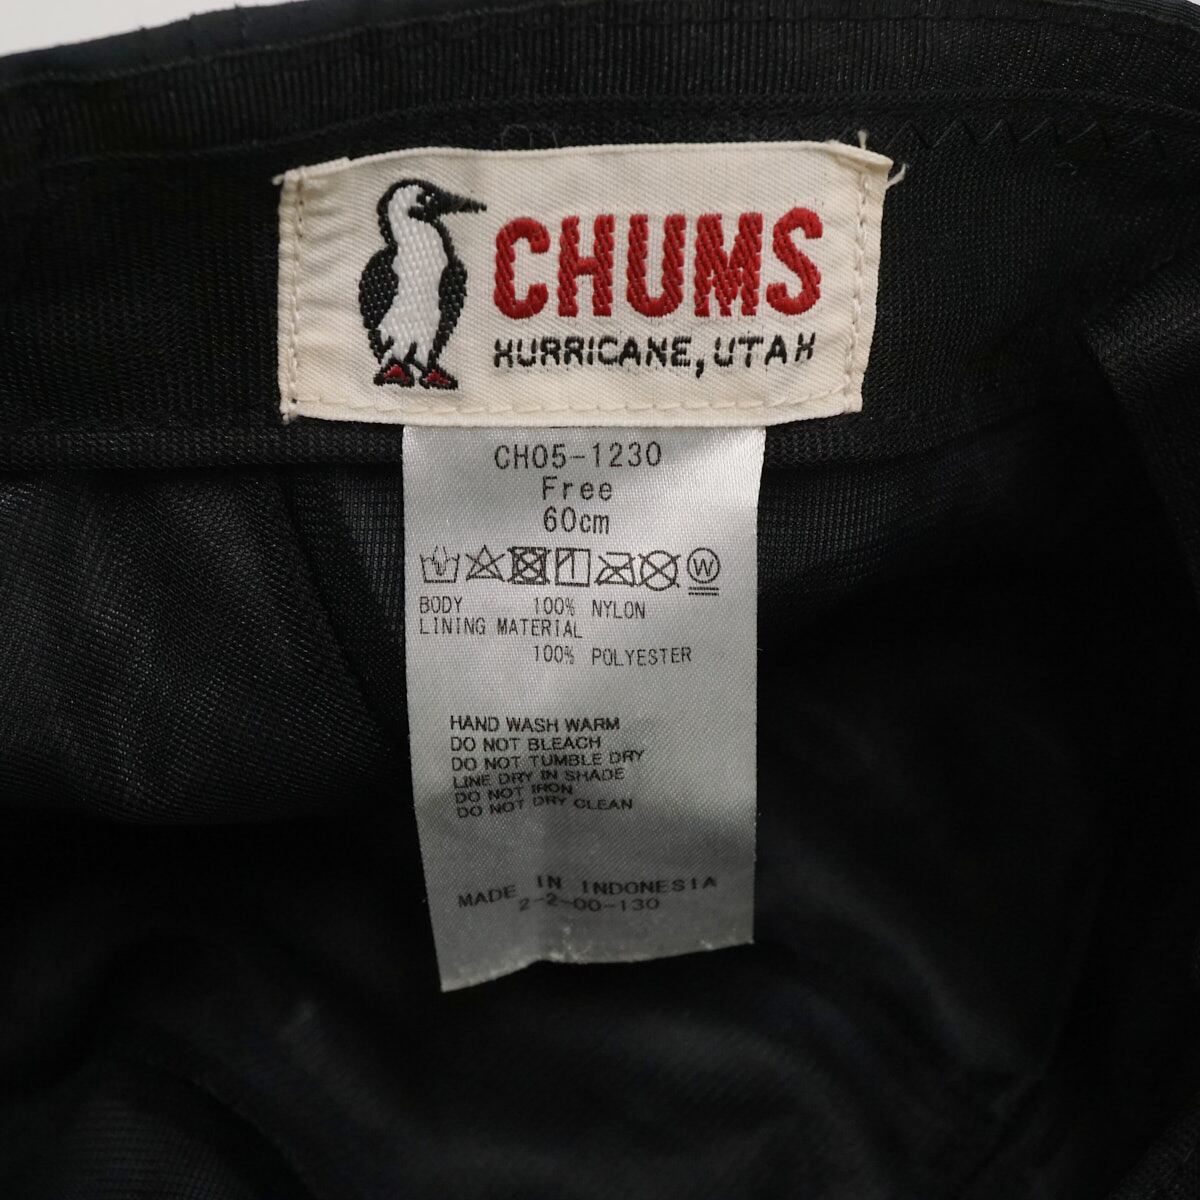 CHUMS
HURRICANE, UTAH
CH05-1230
Free
60cm
W
BODY 100% NYLON
LINING MATERIAL
100% POLYESTER
HAND WASH WARM
DO NOT BLEACH
DO NOT TUMBLE DRY
LINE DRY IN SHADE
DO NOT IRON
DO NOT DRY CLEAN
MADE IN INDONESIA
2-2-00-130